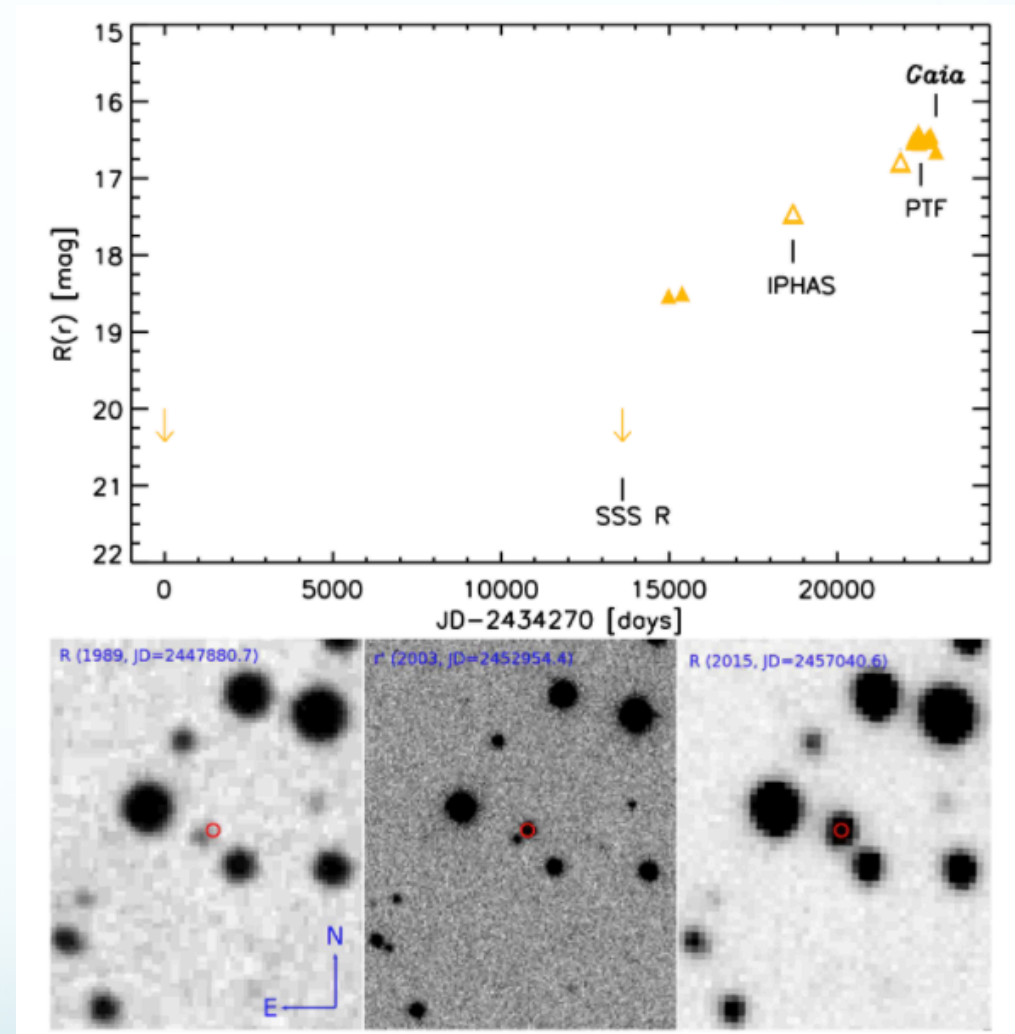 15
16
17
18
19
20
21
22
R(r) [mag]
Gaia
PTF
IPHAS
SSS R
0 5000 10000 15000 20000
JD-2434270 [days]
R (1989, JD=2447880.7)
r' (2003, JD=2452954.4)
R (2015, JD=2457040.6)
N
E